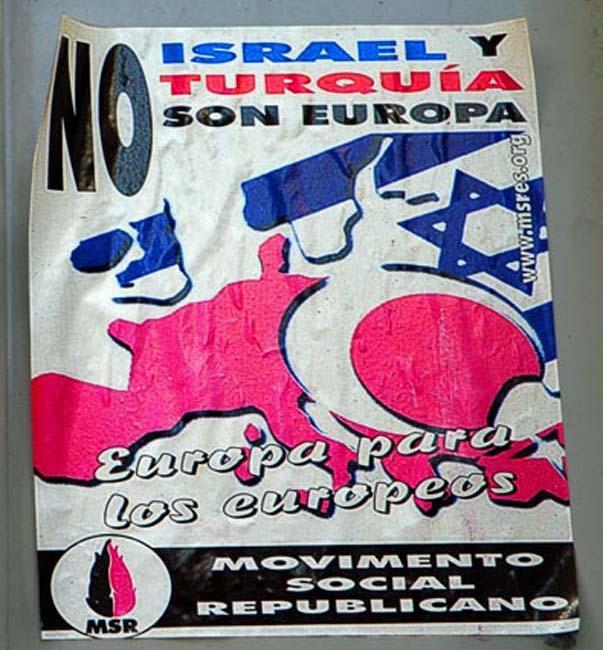 NO
ISRAEL Y
TURQUÍA
SON EUROPA
www.msres.org
Europa para
los europeos
MOVIMENTO
SOCIAL
REPUBLICANO
MSR